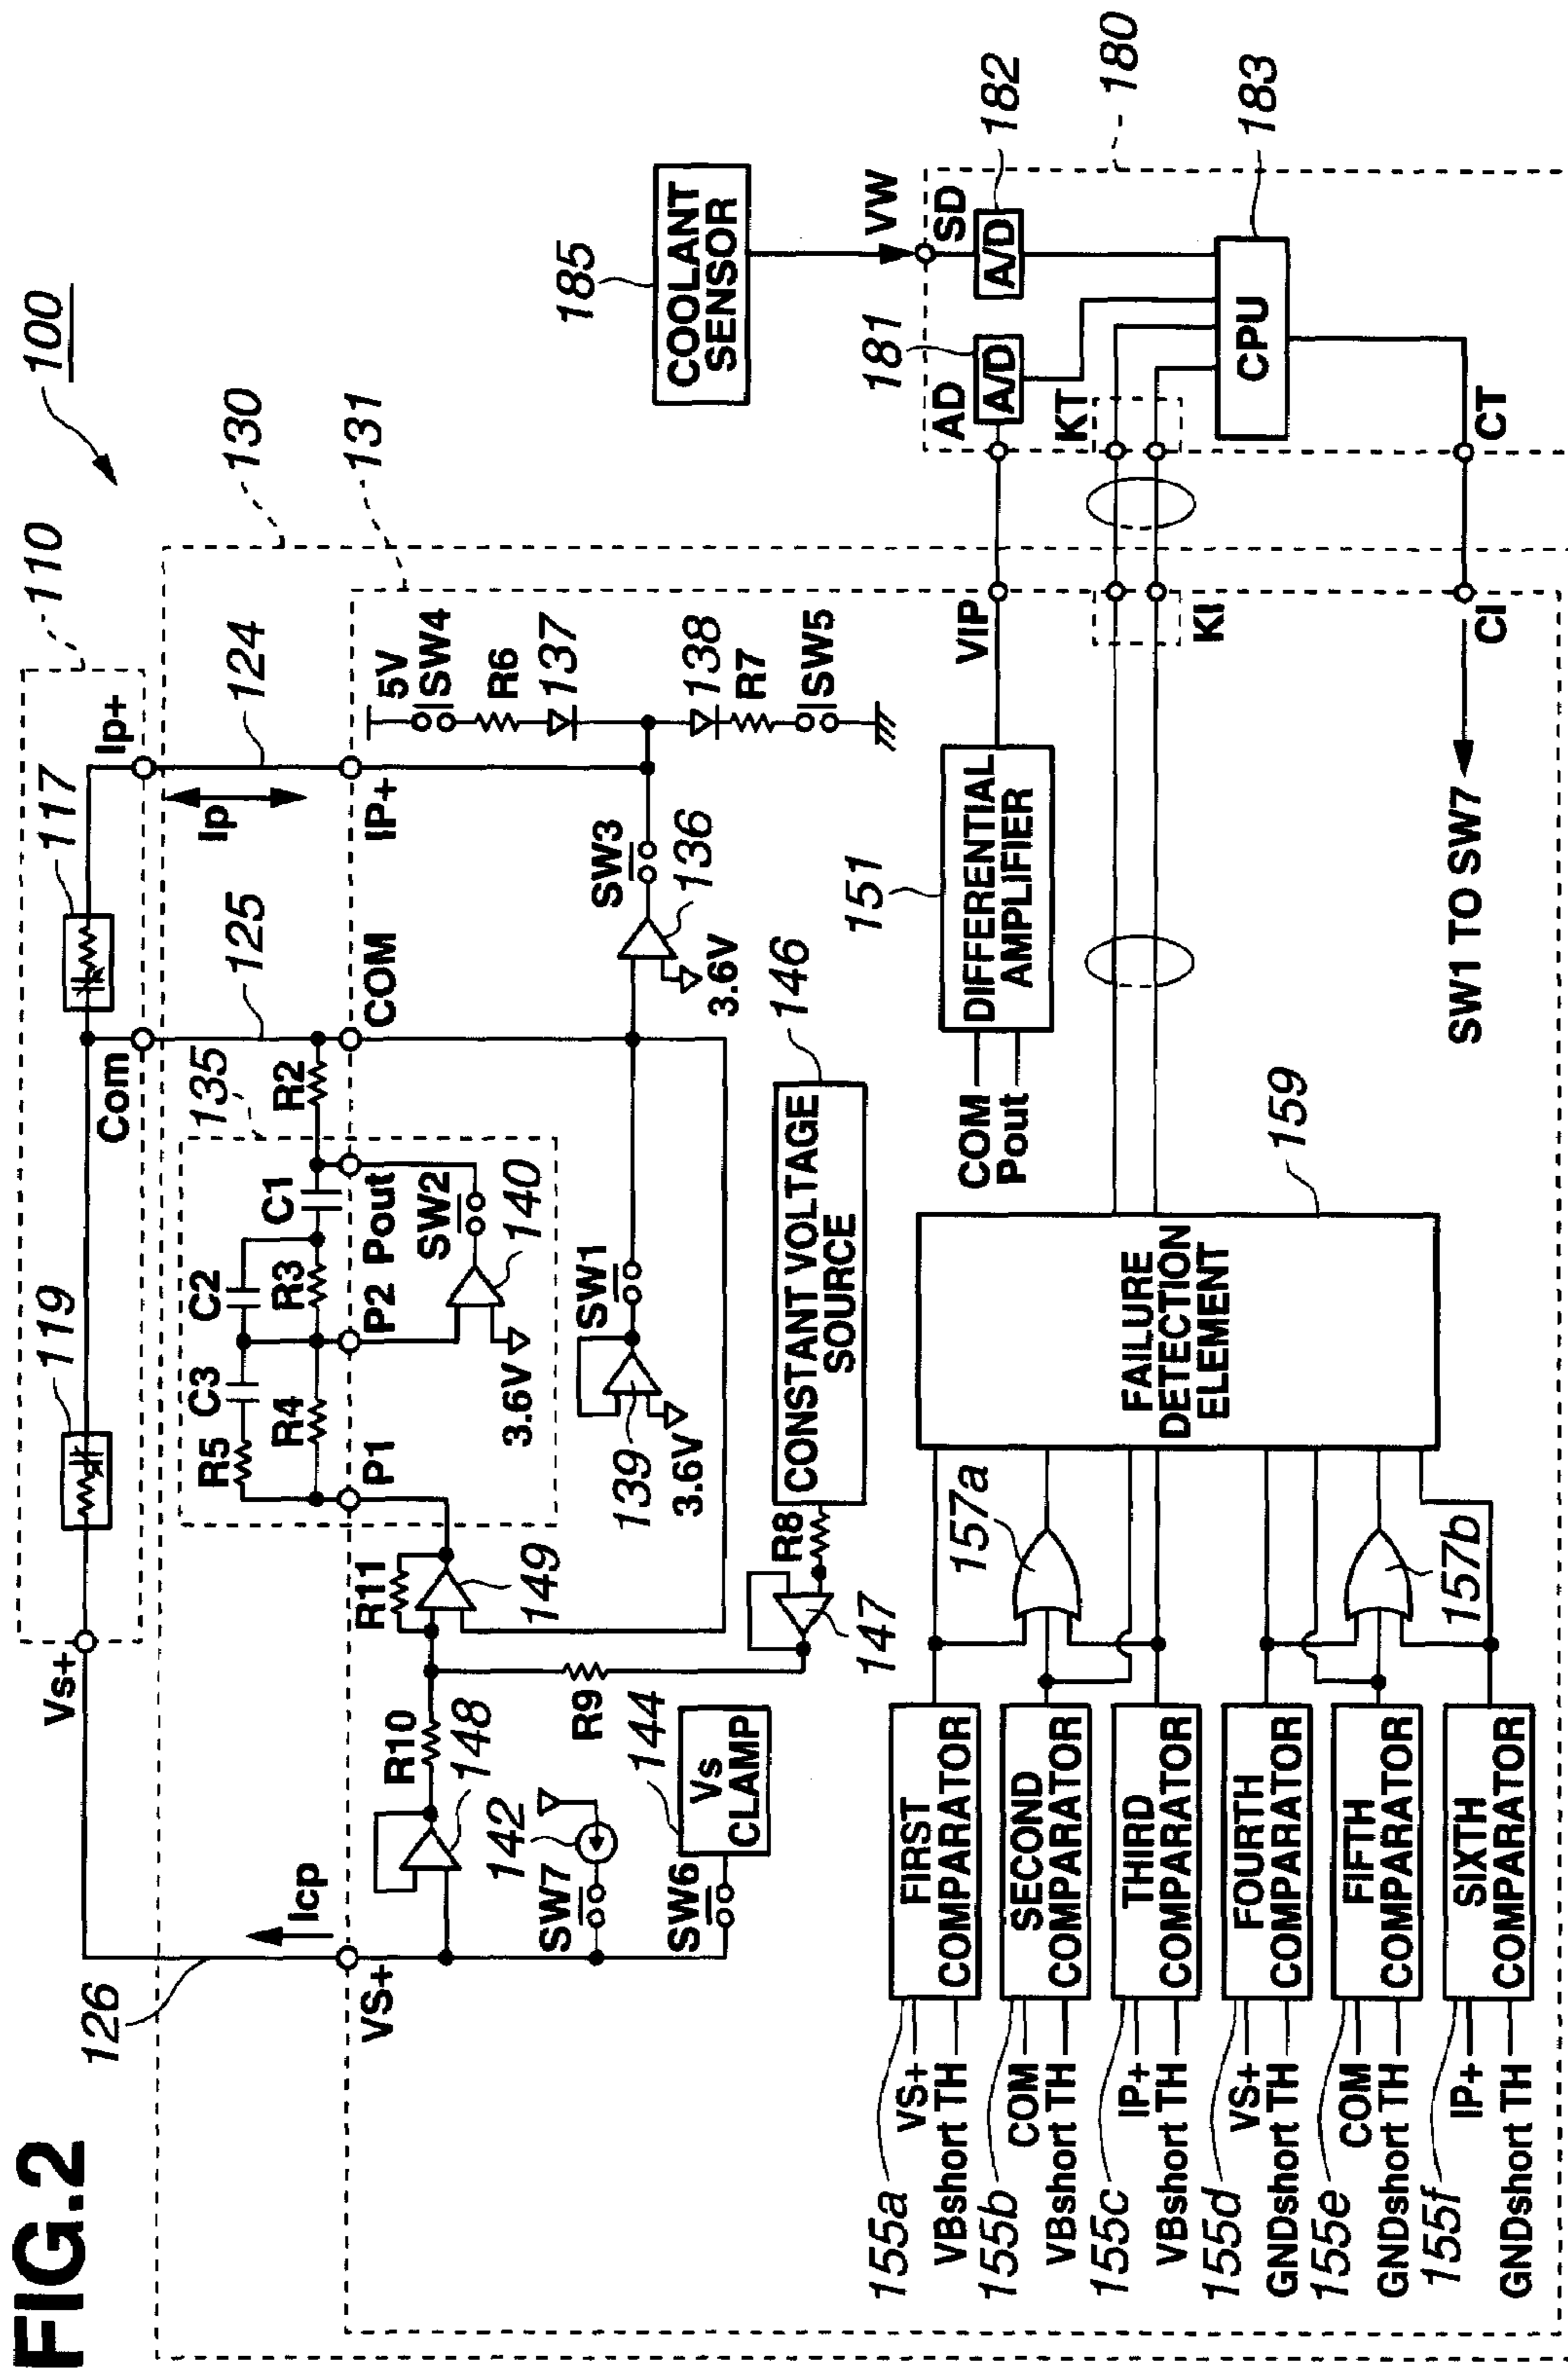 FIG.2
100
110
130
131
119
117
Vs+
Com
Ip+
126
Icp
125
Ip
124
135
R5
C3
C2
C1
R4
R3
R2
VS+
P1
P2
Pout
COM
IP+
R10
R11
148
149
3.6V
SW2
140
5V
SW4
R6
137
138
R7
SW5
142
SW7
R9
139
3.6V
SW1
SW3
136
3.6V
SW6
144
Vs
CLAMP
147
R8
CONSTANT VOLTAGE
SOURCE
146
185
COOLANT
SENSOR
VW
180
155a
VS+
VBshort TH
FIRST
COMPARATOR
155b
COM
VBshort TH
SECOND
COMPARATOR
155c
IP+
VBshort TH
THIRD
COMPARATOR
155d
VS+
GNDshort TH
FOURTH
COMPARATOR
155e
COM
GNDshort TH
FIFTH
COMPARATOR
155f
IP+
GNDshort TH
SIXTH
COMPARATOR
157a
157b
FAILURE
DETECTION
ELEMENT
159
COM
Pout
DIFFERENTIAL
AMPLIFIER
151
VIP
KI
CI
SW1 TO SW7
AD
181
A/D
SD
A/D
182
KT
CPU
183
CT